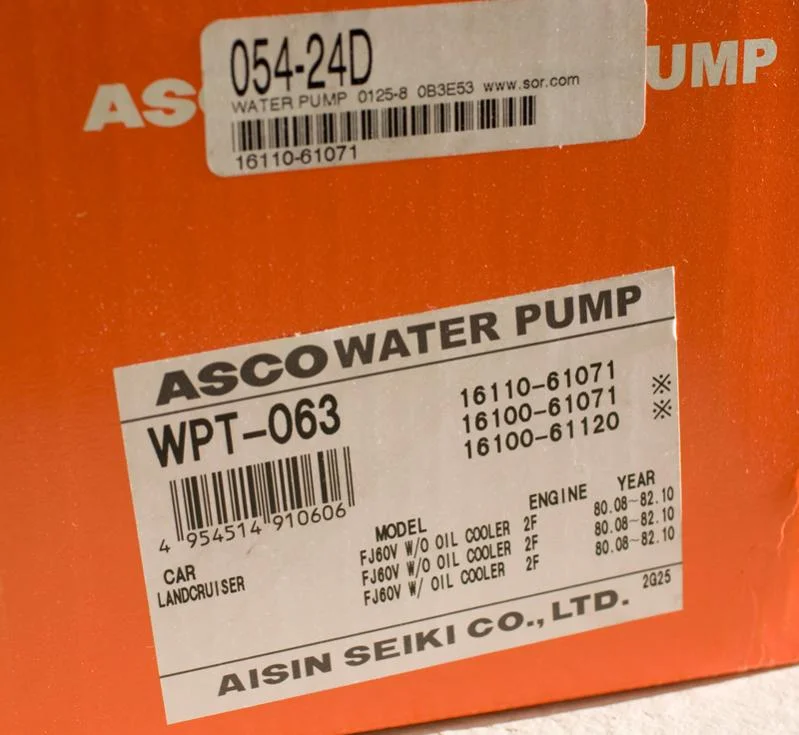 AS
UMP
054-24D
WATER PUMP 0125-8 0B3E53 www.sor.com
16110-61071
ASCO WATER PUMP
WPT-063
16110-61071 ※
16100-61071 ※
16100-61120
4 954514 910606
MODEL ENGINE YEAR
CAR
LANDCRUISER
FJ60V W/O OIL COOLER 2F 80.08~82.10
FJ60V W/O OIL COOLER 2F 80.08~82.10
FJ60V W/ OIL COOLER 2F 80.08~82.10
2G25
AISIN SEIKI CO., LTD.